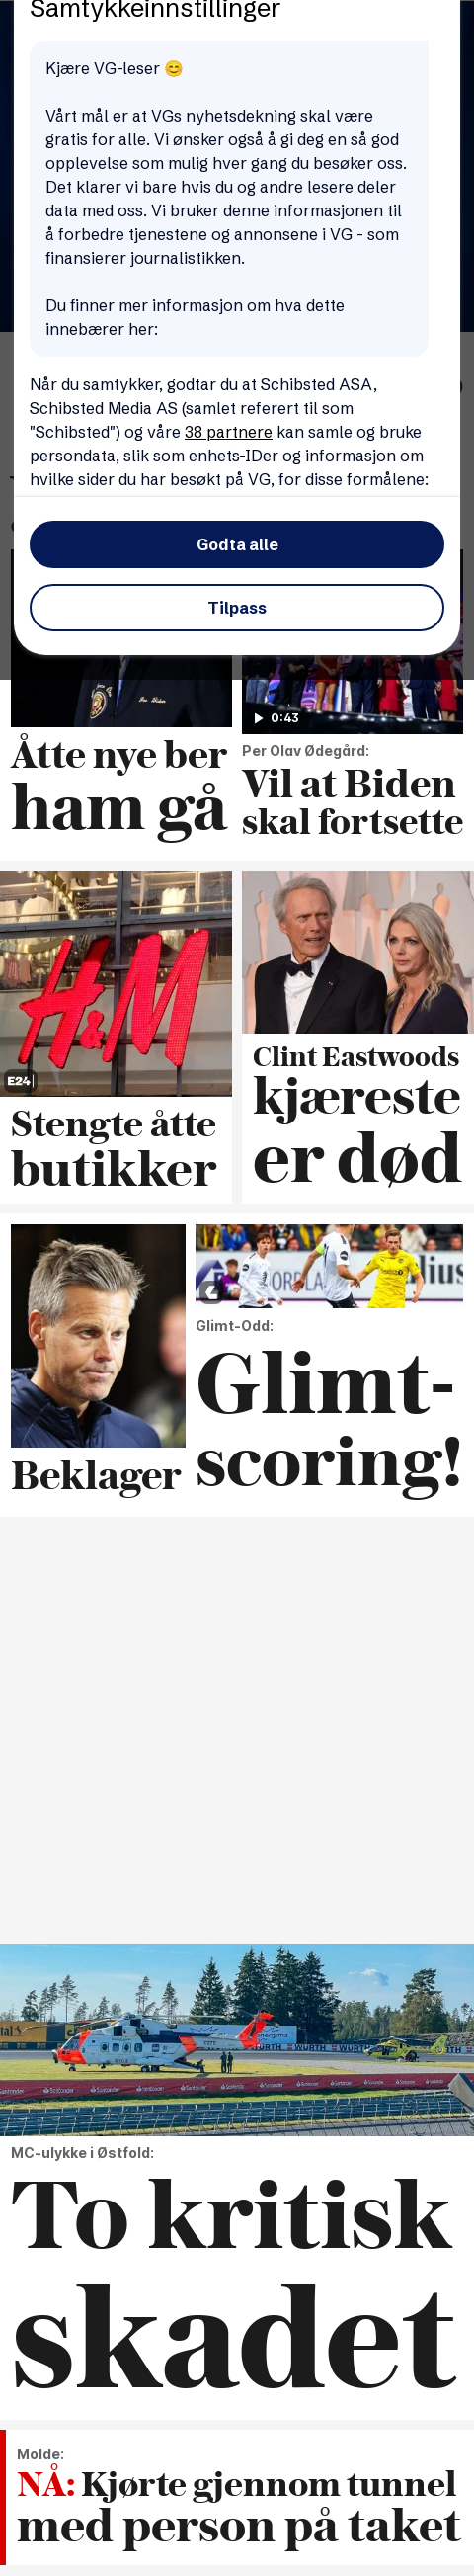 Samtykkeinnstillinger
Kjære VG-leser 😊
Vårt mål er at VGs nyhetsdekning skal være
gratis for alle. Vi ønsker også å gi deg en så god
opplevelse som mulig hver gang du besøker oss.
Det klarer vi bare hvis du og andre lesere deler
data med oss. Vi bruker denne informasjonen til
å forbedre tjenestene og annonsene i VG - som
finansierer journalistikken.
Du finner mer informasjon om hva dette
innebærer her:
Når du samtykker, godtar du at Schibsted ASA,
Schibsted Media AS (samlet referert til som
"Schibsted") og våre 38 partnere kan samle og bruke
persondata, slik som enhets-IDer og informasjon om
hvilke sider du har besøkt på VG, for disse formålene:
Godta alle
Tilpass
0:43
Åtte nye ber
ham gå
Per Olav Ødegård:
Vil at Biden
skal fortsette
H&M
E24
Stengte åtte
butikker
Clint Eastwoods
kjæreste
er død
Beklager
Glimt-Odd:
Glimt-
scoring!
WÜRTH
Santander
MC-ulykke i Østfold:
To kritisk
skadet
Molde:
NÅ: Kjørte gjennom tunnel
med person på taket